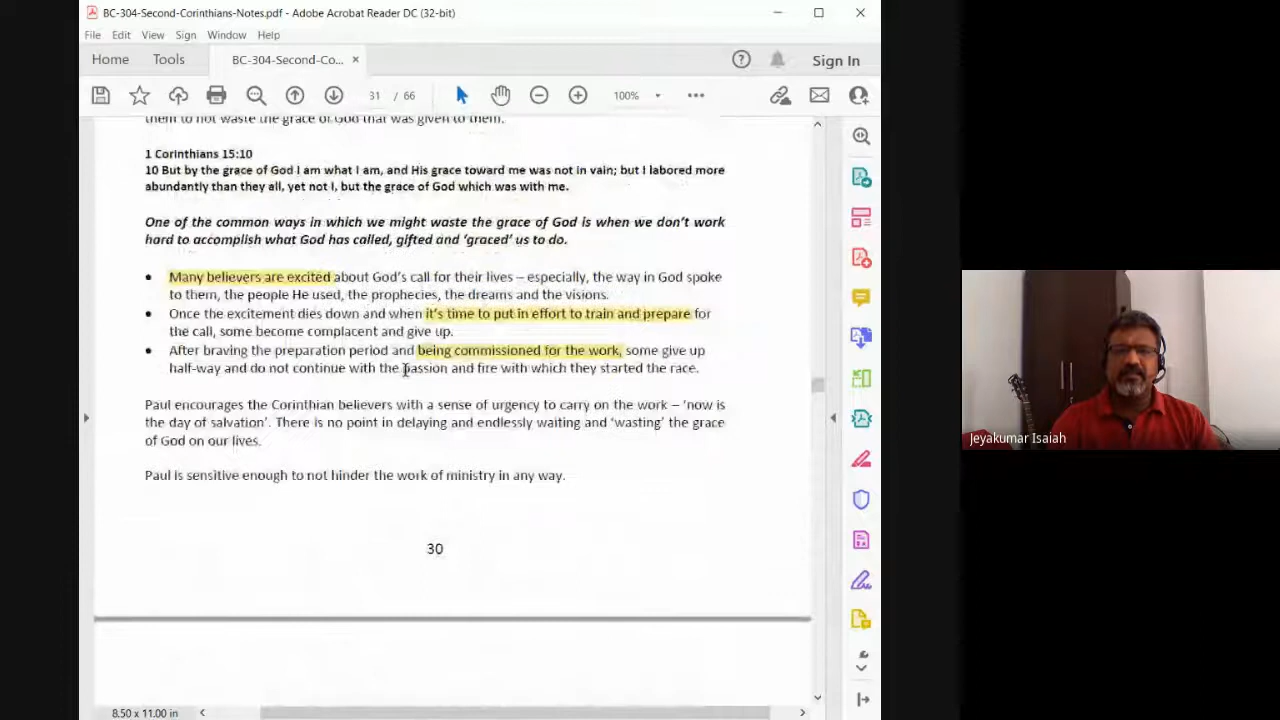 BC-304-Second-Corinthians-Notes.pdf - Adobe Acrobat Reader DC (32-bit)
File Edit View Sign Window Help
Home Tools BC-304-Second-Co... × Sign In
31 / 66 100%
them to not waste the grace of God that was given to them.
1 Corinthians 15:10
10 But by the grace of God I am what I am, and His grace toward me was not in vain; but I labored more
abundantly than they all, yet not I, but the grace of God which was with me.
One of the common ways in which we might waste the grace of God is when we don't work
hard to accomplish what God has called, gifted and 'graced' us to do.
• Many believers are excited about God's call for their lives – especially, the way in God spoke
to them, the people He used, the prophecies, the dreams and the visions.
• Once the excitement dies down and when it's time to put in effort to train and prepare for
the call, some become complacent and give up.
• After braving the preparation period and being commissioned for the work, some give up
half-way and do not continue with the passion and fire with which they started the race.
Paul encourages the Corinthian believers with a sense of urgency to carry on the work – 'now is
the day of salvation'. There is no point in delaying and endlessly waiting and 'wasting' the grace
of God on our lives.
Paul is sensitive enough to not hinder the work of ministry in any way.
30
8.50 x 11.00 in
Jeyakumar Isaiah